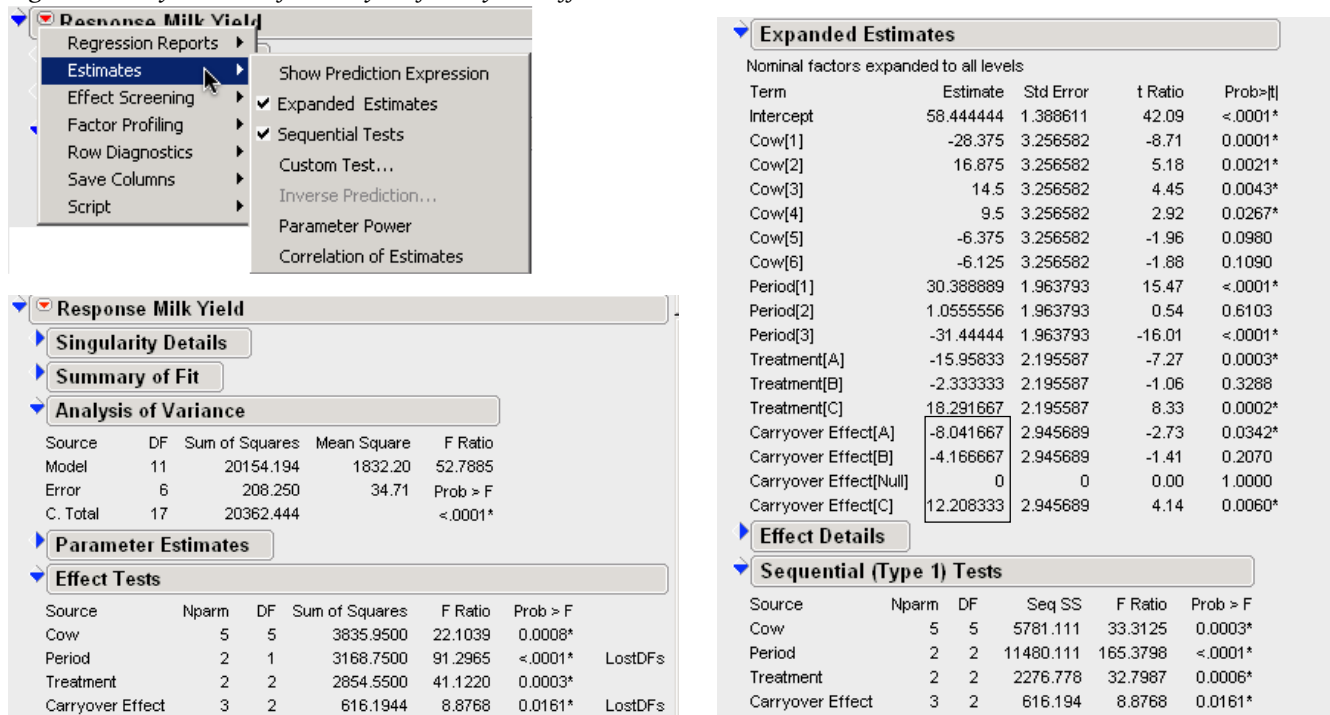 Response Milk Yield
Regression Reports
Estimates
Effect Screening
Factor Profiling
Row Diagnostics
Save Columns
Script
Show Prediction Expression
Expanded Estimates
Sequential Tests
Custom Test...
Inverse Prediction...
Parameter Power
Correlation of Estimates
Response Milk Yield
Singularity Details
Summary of Fit
Analysis of Variance
Source DF Sum of Squares Mean Square F Ratio
Model 11 20154.194 1832.20 52.7885
Error 6 208.250 34.71 Prob > F
C. Total 17 20362.444 <.0001*
Parameter Estimates
Effect Tests
Source Nparm DF Sum of Squares F Ratio Prob > F
Cow 5 5 3835.9500 22.1039 0.0008*
Period 2 1 3168.7500 91.2965 <.0001* LostDFs
Treatment 2 2 2854.5500 41.1220 0.0003*
Carryover Effect 3 2 616.1944 8.8768 0.0161* LostDFs
Expanded Estimates
Nominal factors expanded to all levels
Term Estimate Std Error t Ratio Prob>|t|
Intercept 58.444444 1.388611 42.09 <.0001*
Cow[1] -28.375 3.256582 -8.71 0.0001*
Cow[2] 16.875 3.256582 5.18 0.0021*
Cow[3] 14.5 3.256582 4.45 0.0043*
Cow[4] 9.5 3.256582 2.92 0.0267*
Cow[5] -6.375 3.256582 -1.96 0.0980
Cow[6] -6.125 3.256582 -1.88 0.1090
Period[1] 30.388889 1.963793 15.47 <.0001*
Period[2] 1.0555556 1.963793 0.54 0.6103
Period[3] -31.44444 1.963793 -16.01 <.0001*
Treatment[A] -15.95833 2.195587 -7.27 0.0003*
Treatment[B] -2.333333 2.195587 -1.06 0.3288
Treatment[C] 18.291667 2.195587 8.33 0.0002*
Carryover Effect[A] -8.041667 2.945689 -2.73 0.0342*
Carryover Effect[B] -4.166667 2.945689 -1.41 0.2070
Carryover Effect[Null] 0 0 0.00 1.0000
Carryover Effect[C] 12.208333 2.945689 4.14 0.0060*
Effect Details
Sequential (Type 1) Tests
Source Nparm DF Seq SS F Ratio Prob > F
Cow 5 5 5781.111 33.3125 0.0003*
Period 2 2 11480.111 165.3798 <.0001*
Treatment 2 2 2276.778 32.7987 0.0006*
Carryover Effect 3 2 616.194 8.8768 0.0161*